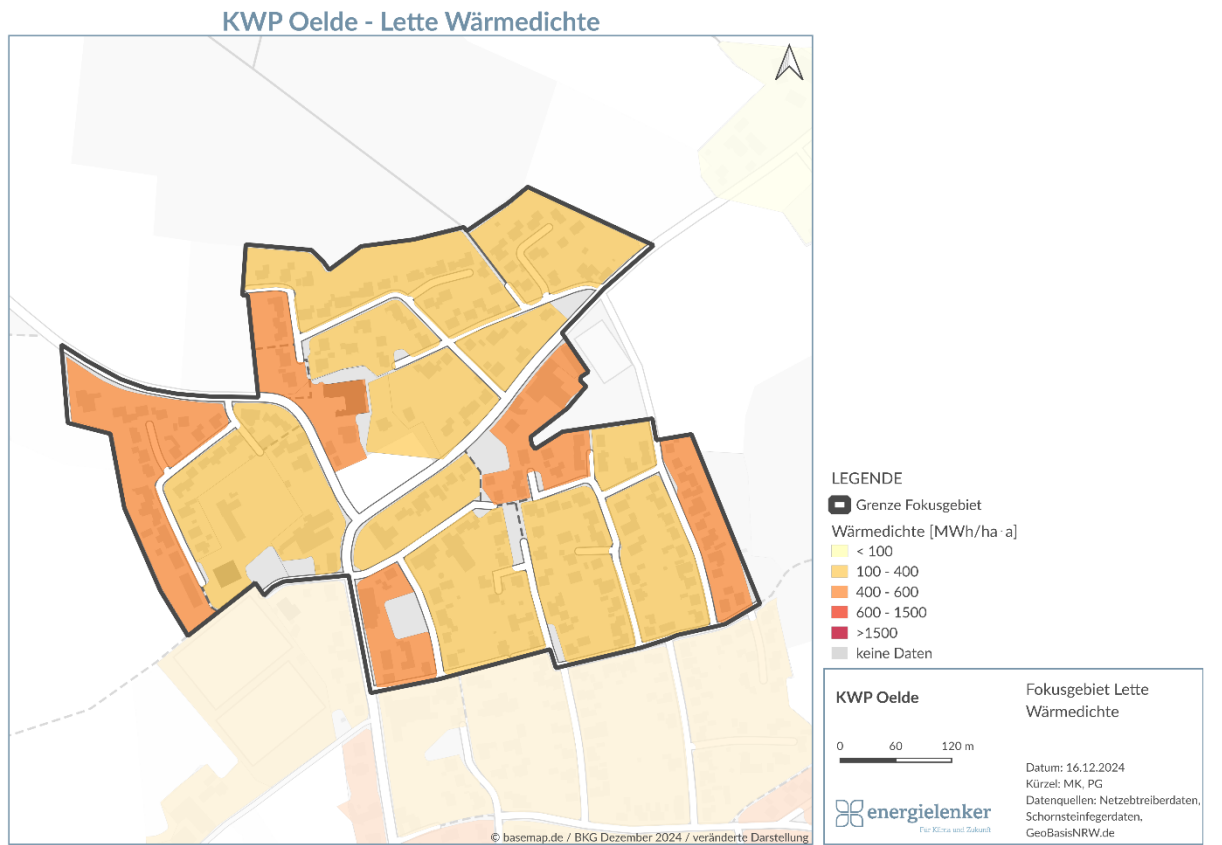 KWP Oelde - Lette Wärmedichte
LEGENDE
Grenze Fokusgebiet
Wärmedichte [MWh/ha·a]
< 100
100 - 400
400 - 600
600 - 1500
>1500
keine Daten
KWP Oelde
Fokusgebiet Lette
Wärmedichte
0 60 120 m
Datum: 16.12.2024
Kürzel: MK, PG
Datenquellen: Netzebtreiberdaten,
Schornsteinfegerdaten,
GeoBasisNRW.de
energielenker
Für Klima und Zukunft
© basemap.de / BKG Dezember 2024 / veränderte Darstellung